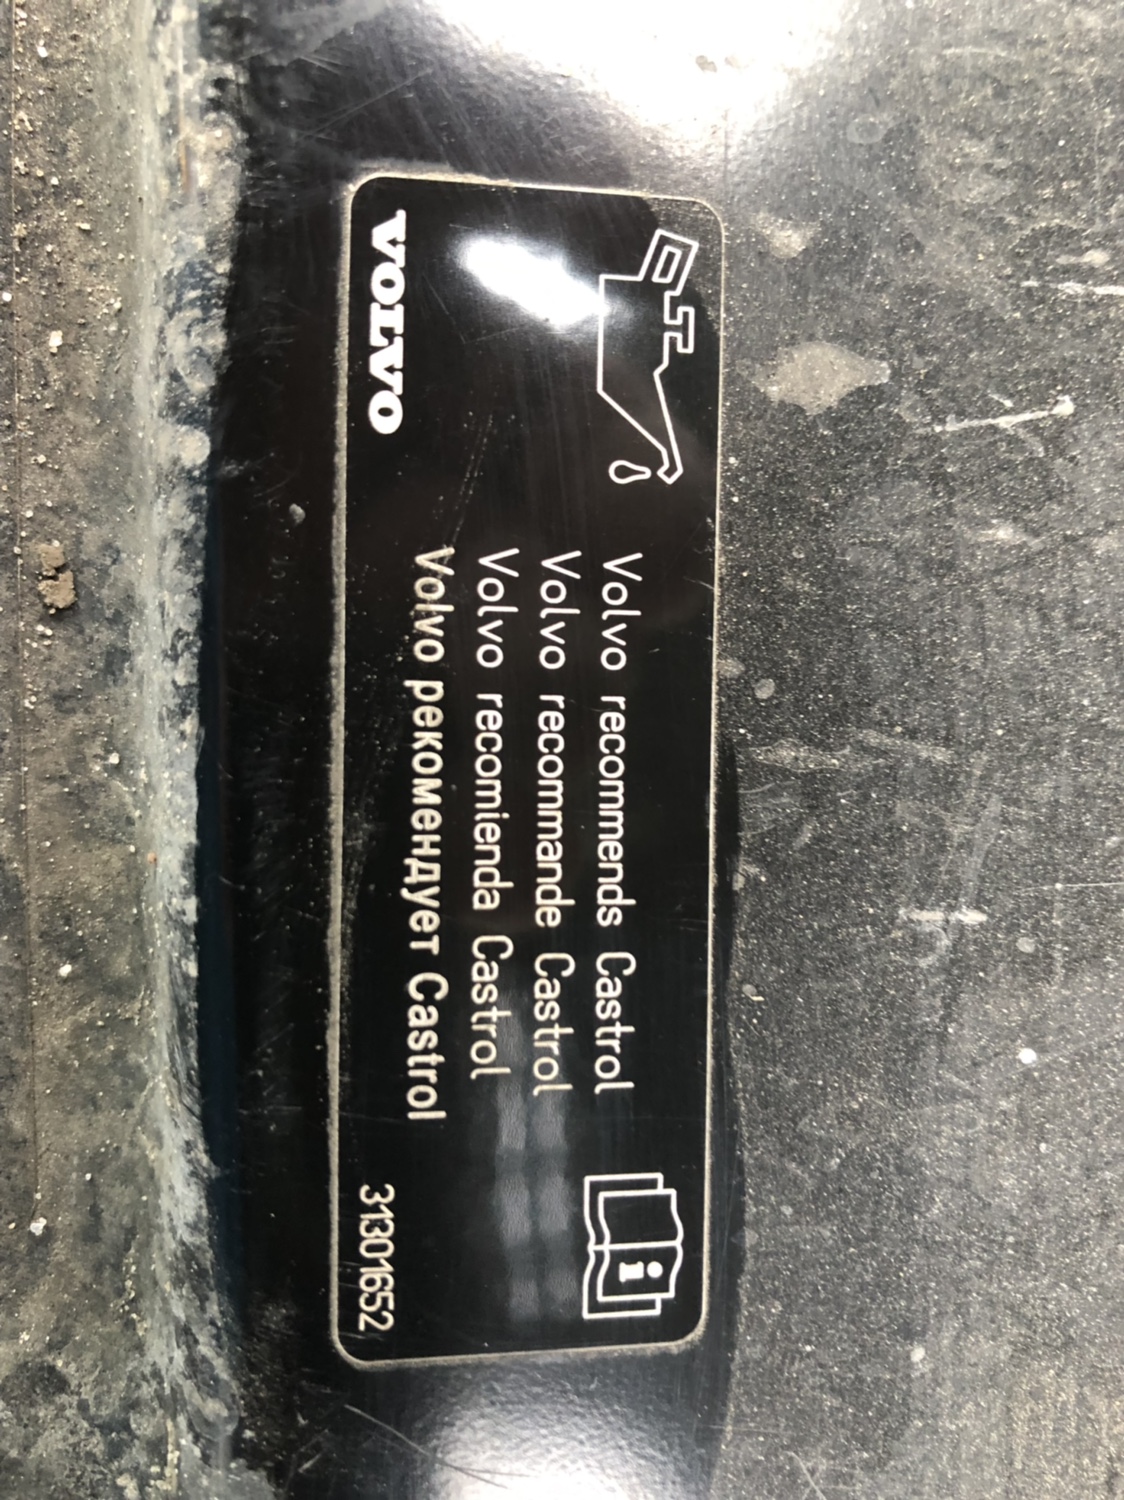 Volvo recommends Castrol
Volvo recommande Castrol
Volvo recomienda Castrol
Volvo рекомендует Castrol
VOLVO
31301652